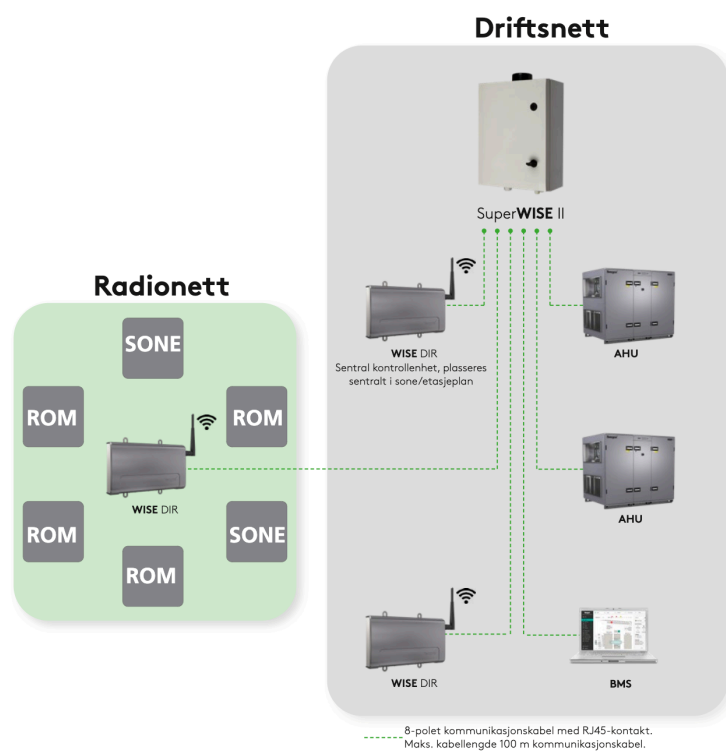 Driftsnett
SuperWISE II
WISE DIR
Sentral kontrollenhet, plasseres
sentralt i sone/etasjeplan
AHU
Radionett
SONE
ROM
ROM
WISE DIR
ROM
SONE
ROM
AHU
WISE DIR
BMS
8-polet kommunikasjonskabel med RJ45-kontakt.
Maks. kabellengde 100 m kommunikasjonskabel.